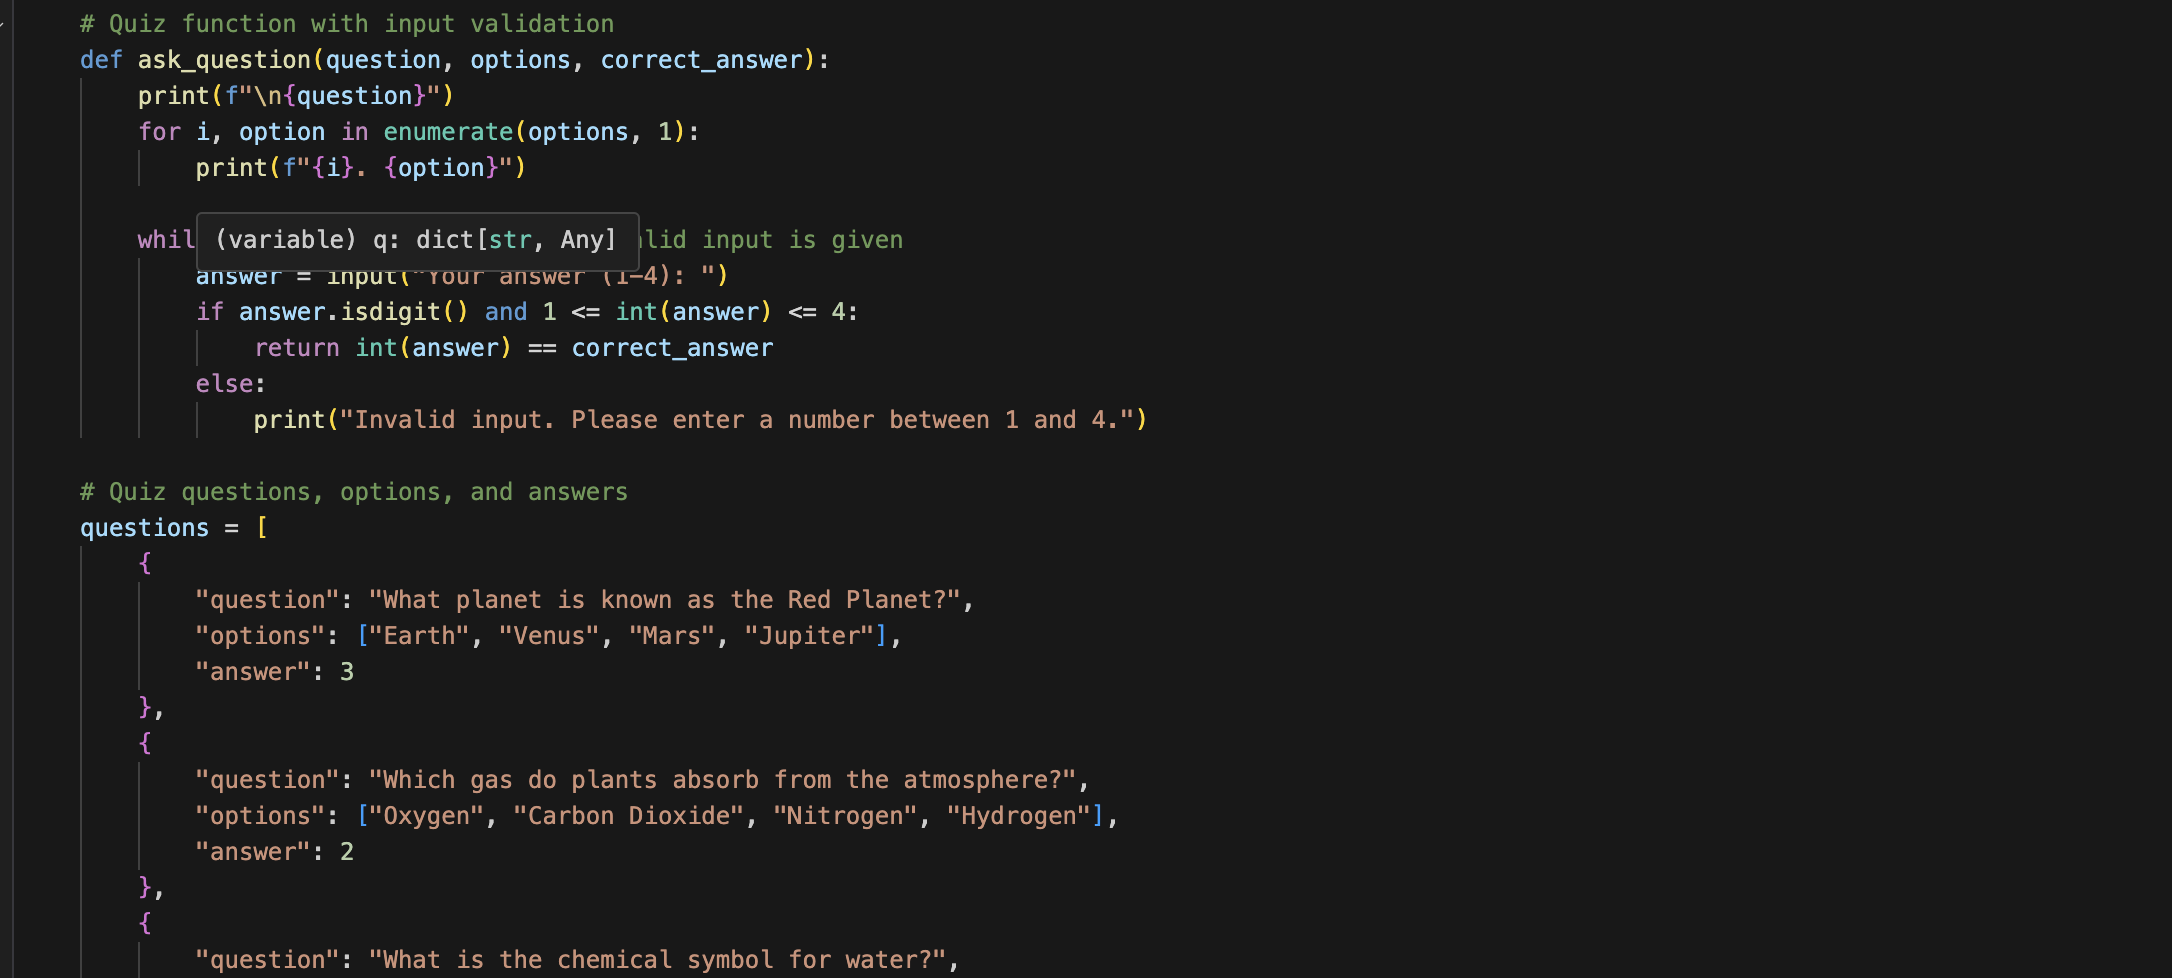 # Quiz function with input validation
def ask_question(question, options, correct_answer):
print(f"\n{question}")
for i, option in enumerate(options, 1):
print(f"{i}. {option}")
(variable) q: dict[str, Any]
input is given
answer = input("Your answer (1-4): ")
if answer.isdigit() and 1 <= int(answer) <= 4:
return int(answer) == correct_answer
else:
print("Invalid input. Please enter a number between 1 and 4.")
# Quiz questions, options, and answers
questions = [
{
"question": "What planet is known as the Red Planet?",
"options": ["Earth", "Venus", "Mars", "Jupiter"],
"answer": 3
},
{
"question": "Which gas do plants absorb from the atmosphere?",
"options": ["Oxygen", "Carbon Dioxide", "Nitrogen", "Hydrogen"],
"answer": 2
},
{
"question": "What is the chemical symbol for water?",